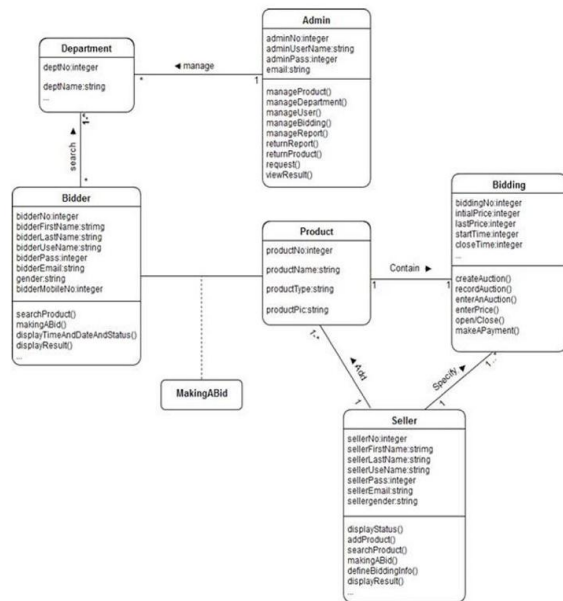 Admin
adminNo:integer
adminUserName:string
adminPass:integer
email:string
manageProduct()
manageDepartment()
manageUser()
manageBidding()
manageReport()
returnReport()
returnProduct()
request()
viewResult()
Department
deptNo:integer
deptName:string
...
◄ manage
*
1
search ►
*
Bidder
bidderNo:integer
bidderFirstName:strimg
bidderLastName:string
bidderUseName:string
bidderPass:integer
bidderEmail:string
gender:string
bidderMobileNo:integer
searchProduct()
makingABid()
displayTimeAndDateAndStatus()
displayResult()
...
Product
productNo:integer
productName:string
productType:string
productPic:string
Contain ►
1
1
Bidding
biddingNo:integer
intialPrice:integer
lastPrice:integer
startTime:integer
closeTime:integer
...
createAuction()
recordAuction()
enterAnAuction()
enterPrice()
open/Close()
makeAPayment()
MakingABid
1..*
◄ Add
1
Specify ►
1...
1
Seller
sellerNo:integer
sellerFirstName:strimg
sellerLastName:string
sellerUseName:string
sellerPass:integer
sellerEmail:string
sellergender:string
displayStatus()
addProduct()
searchProduct()
makingABid()
defineBiddingInfo()
displayResult()
...